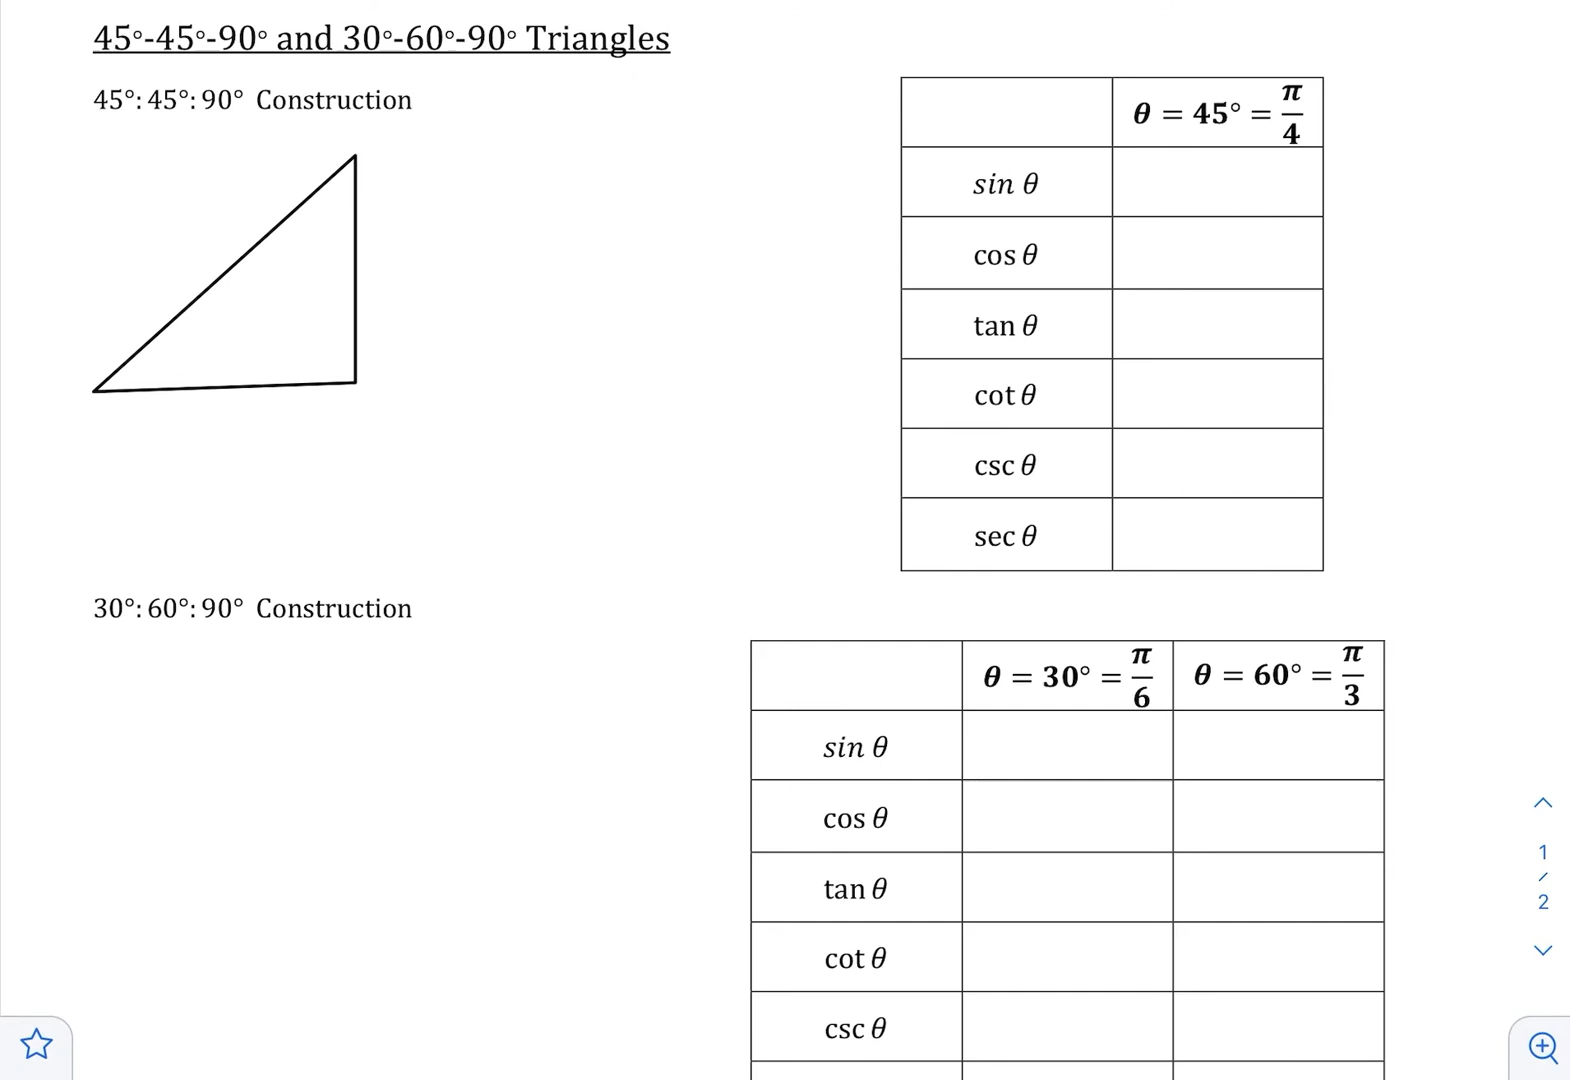 45°-45°-90° and 30°-60°-90° Triangles
45°: 45°: 90° Construction
θ = 45° = π/4
sin θ
cos θ
tan θ
cot θ
csc θ
sec θ
30°: 60°: 90° Construction
θ = 30° = π/6 θ = 60° = π/3
sin θ
cos θ
tan θ
cot θ
csc θ
1
/
2